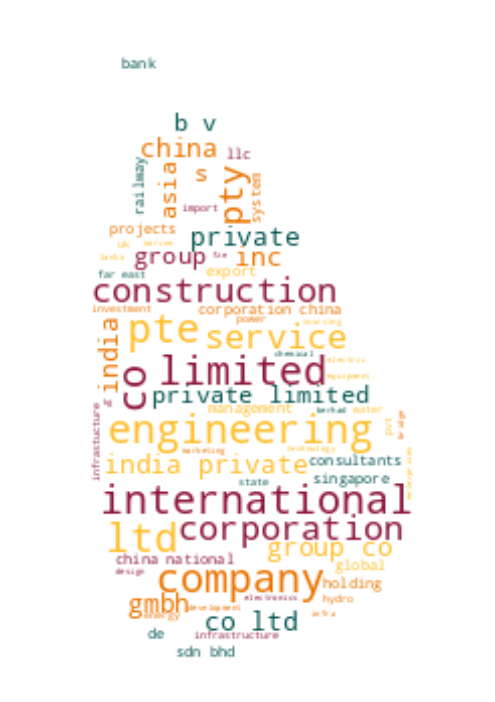 bank
b v
china
llc
railway
asia
s
pty
system
import
projects
private
uk
group
inc
far east
export
construction
investment
corporation china
power
pte
service
india
chemical
electric
limited
equipment
co
private limited
management
berhad
water
bridge
engineering
infrastucture
pvt
marketing
technology
india private
consultants
enterprises
state
singapore
international
ltd
corporation
group co
china national
global
design
company
holding
electronics
hydro
gmbh
development
energy
infra
co ltd
de
infrastructure
sdn bhd